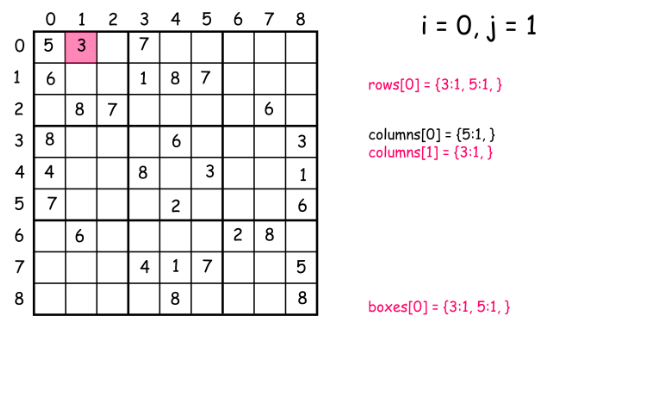 0 1 2 3 4 5 6 7 8
i = 0, j = 1
0 5 3 7
1 6 1 8 7
rows[0] = {3:1, 5:1, }
2 8 7 6
3 8 6 3
columns[0] = {5:1, }
columns[1] = {3:1, }
4 4 8 3 1
5 7 2 6
6 6 2 8
7 4 1 7 5
8 8 8
boxes[0] = {3:1, 5:1, }